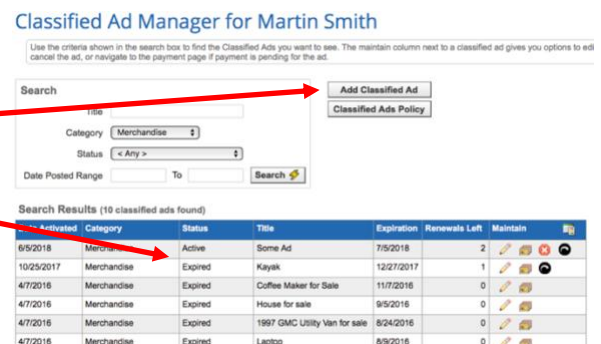 Classified Ad Manager for Martin Smith
Use the criteria shown in the search box to find the Classified Ads you want to see. The maintain column next to a classified ad gives you options to edi
cancel the ad, or navigate to the payment page if payment is pending for the ad.
Search
Add Classified Ad
Title
Classified Ads Policy
Category Merchandise
Status < Any >
Date Posted Range To Search
Search Results (10 classified ads found)
Activated Category Status Title Expiration Renewals Left Maintain
6/5/2018 Merchandise Active Some Ad 7/5/2018 2
10/25/2017 Merchandise Expired Kayak 12/27/2017 1
4/7/2016 Merchandise Expired Coffee Maker for Sale 11/7/2016 0
4/7/2016 Merchandise Expired House for sale 9/5/2016 0
4/7/2016 Merchandise Expired 1997 GMC Utility Van for sale 8/24/2016 0
4/7/2016 Merchandise Expired Laptop 8/9/2016 0